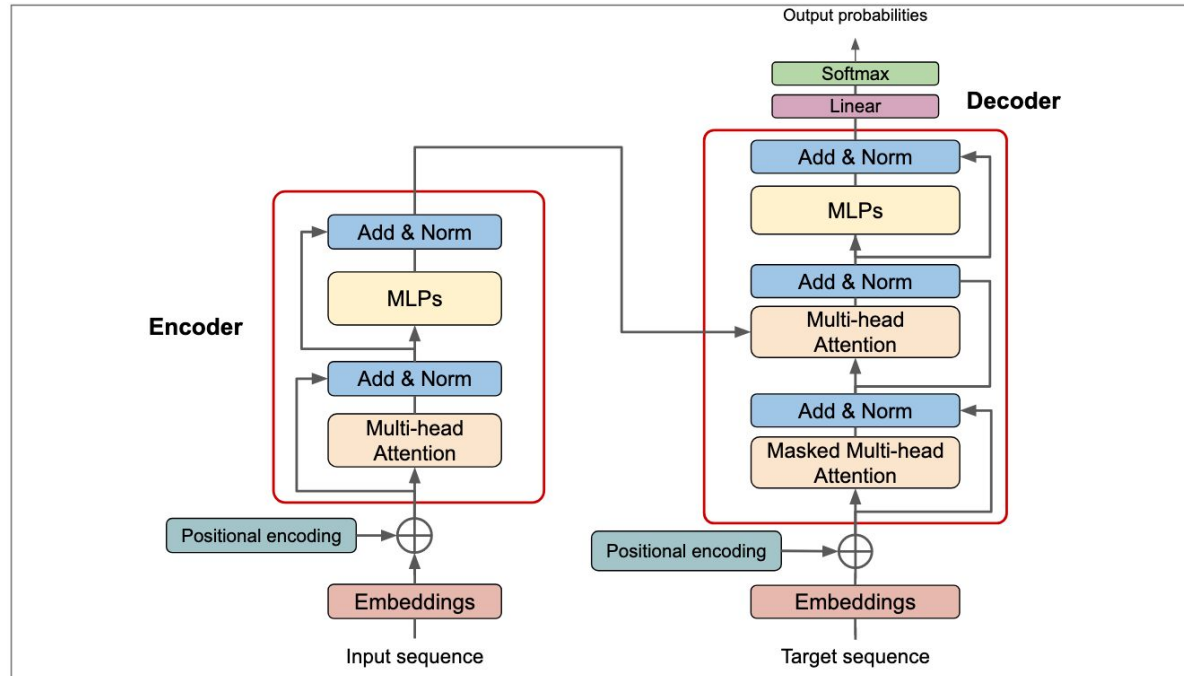 Output probabilities
Softmax
Linear
Decoder
Add & Norm
MLPs
Add & Norm
Multi-head
Attention
Add & Norm
Masked Multi-head
Attention
Positional encoding
Embeddings
Target sequence
Encoder
Add & Norm
MLPs
Add & Norm
Multi-head
Attention
Positional encoding
Embeddings
Input sequence